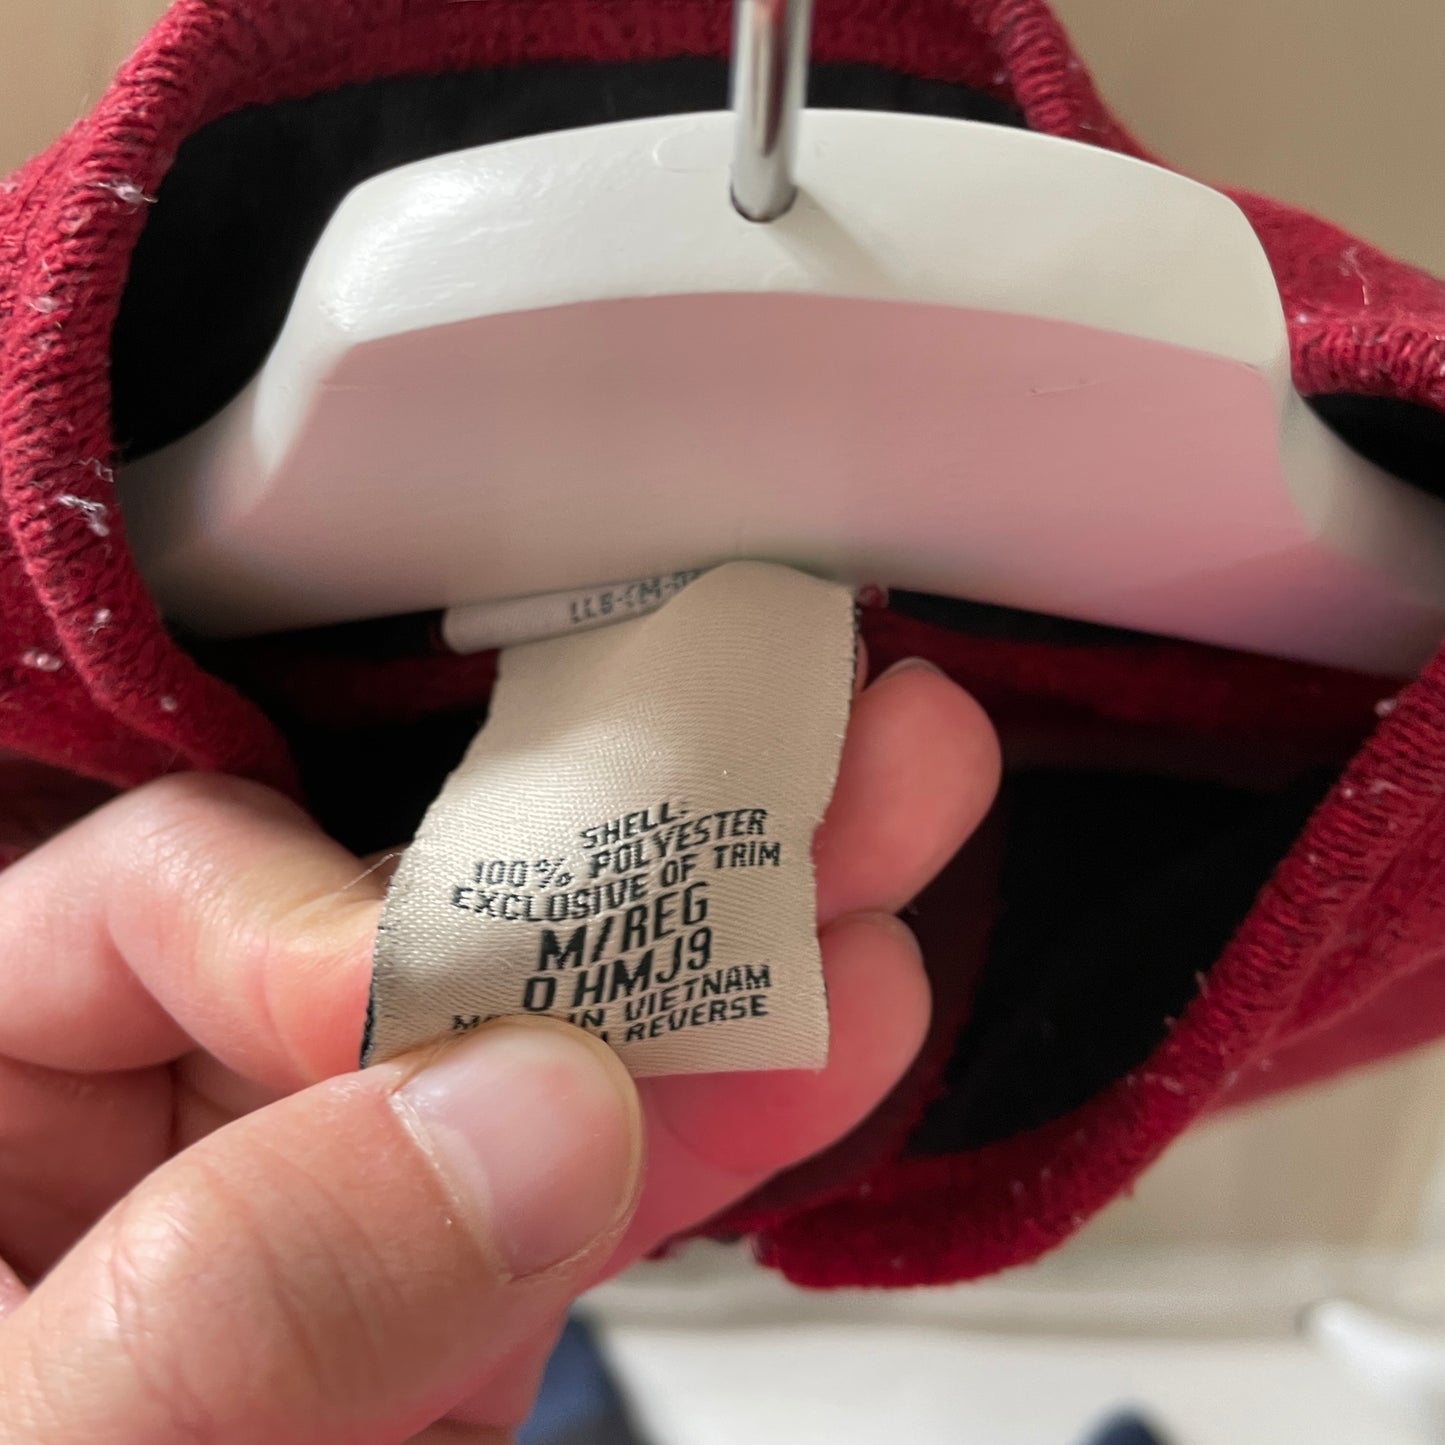 SHELL:
100% POLYESTER
EXCLUSIVE OF TRIM
M/REG
0 HMJ9
IN VIETNAM
REVERSE